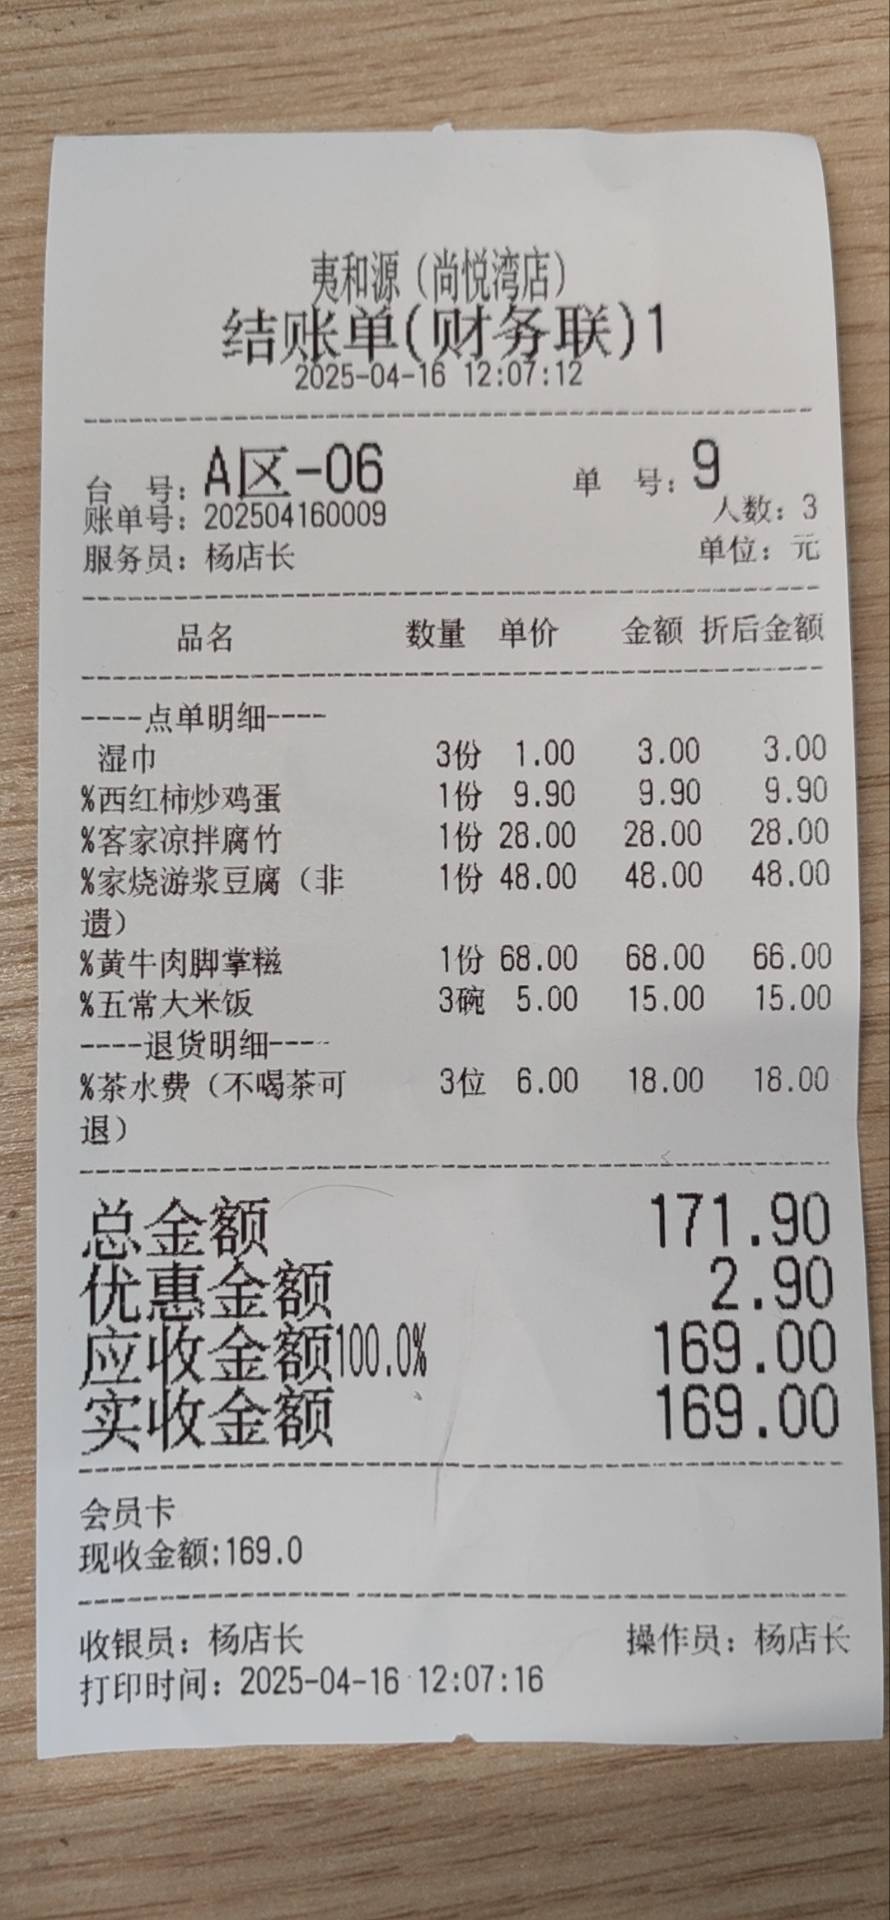 夷和源（尚悦湾店）
结账单(财务联)1
2025-04-16 12:07:12
台 号：A区-06 单 号：9
账单号：202504160009 人数：3
服务员：杨店长 单位：元
品名 数量 单价 金额 折后金额
----点单明细----
湿巾 3份 1.00 3.00 3.00
%西红柿炒鸡蛋 1份 9.90 9.90 9.90
%客家凉拌腐竹 1份 28.00 28.00 28.00
%家烧游浆豆腐（非 1份 48.00 48.00 48.00
遗）
%黄牛肉脚掌糍 1份 68.00 68.00 66.00
%五常大米饭 3碗 5.00 15.00 15.00
----退货明细----
%茶水费（不喝茶可 3位 6.00 18.00 18.00
退）
总金额 171.90
优惠金额 2.90
应收金额100.0% 169.00
实收金额 169.00
会员卡
现收金额:169.0
收银员：杨店长 操作员：杨店长
打印时间：2025-04-16 12:07:16